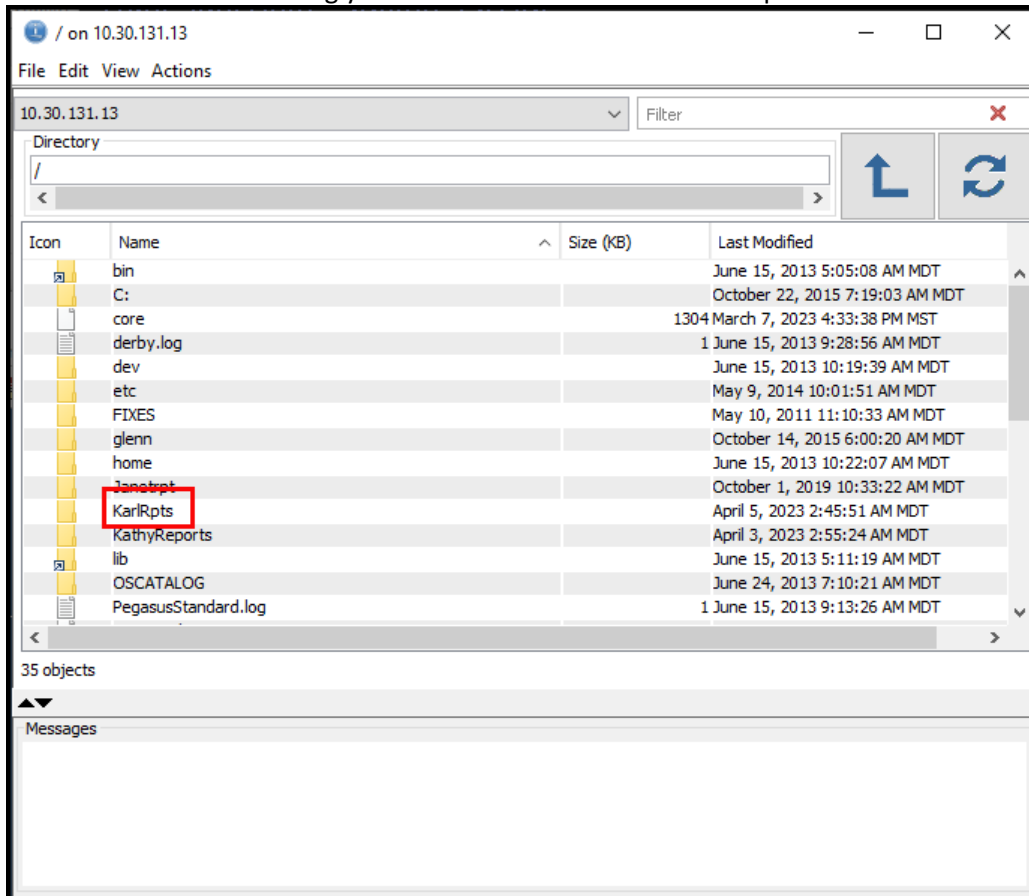 / on 10.30.131.13
File Edit View Actions
10.30.131.13 Filter
Directory
/
Icon Name Size (KB) Last Modified
bin June 15, 2013 5:05:08 AM MDT
C: October 22, 2015 7:19:03 AM MDT
core 1304 March 7, 2023 4:33:38 PM MST
derby.log 1 June 15, 2013 9:28:56 AM MDT
dev June 15, 2013 10:19:39 AM MDT
etc May 9, 2014 10:01:51 AM MDT
FIXES May 10, 2011 11:10:33 AM MDT
glenn October 14, 2015 6:00:20 AM MDT
home June 15, 2013 10:22:07 AM MDT
Janetrpt October 1, 2019 10:33:22 AM MDT
KarlRpts April 5, 2023 2:45:51 AM MDT
KathyReports April 3, 2023 2:55:24 AM MDT
lib June 15, 2013 5:11:19 AM MDT
OSCATALOG June 24, 2013 7:10:21 AM MDT
PegasusStandard.log 1 June 15, 2013 9:13:26 AM MDT
35 objects
Messages